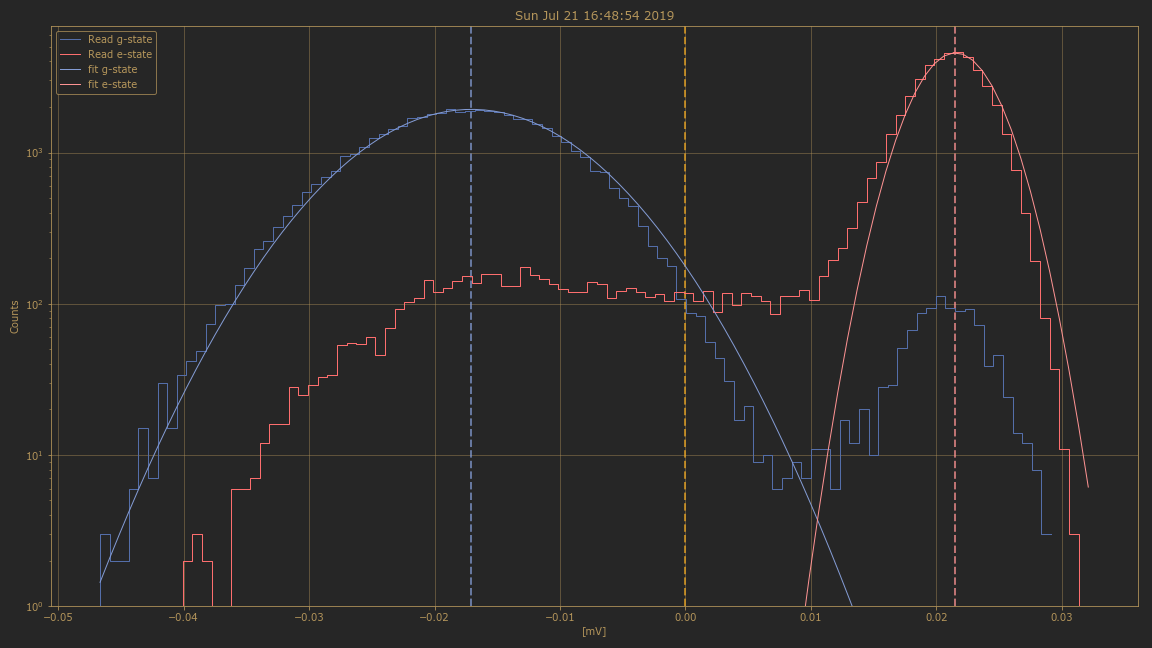 Sun Jul 21 16:48:54 2019
Read g-state
Read e-state
fit g-state
fit e-state
Counts
10³
10²
10¹
10⁰
−0.05 −0.04 −0.03 −0.02 −0.01 0.00 0.01 0.02 0.03
[mV]